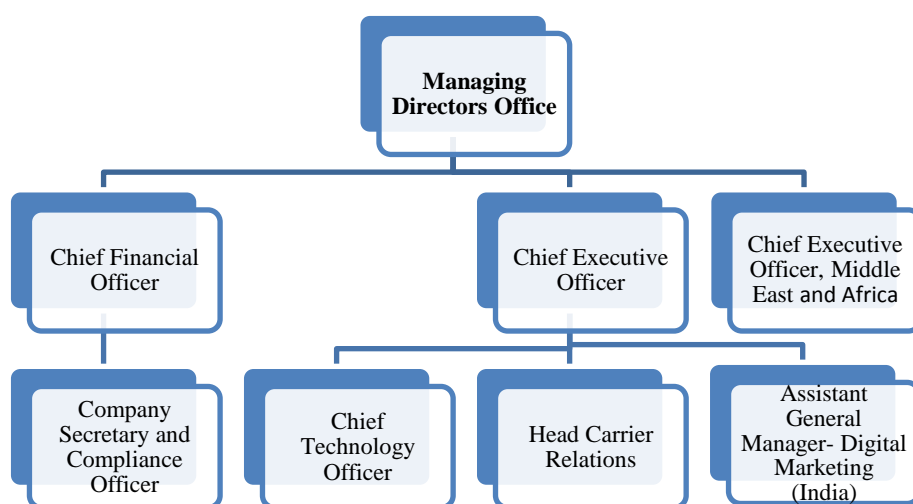 Managing
Directors Office
Chief Financial
Officer
Chief Executive
Officer
Chief Executive
Officer, Middle
East and Africa
Company
Secretary and
Compliance
Officer
Chief
Technology
Officer
Head Carrier
Relations
Assistant
General
Manager- Digital
Marketing
(India)